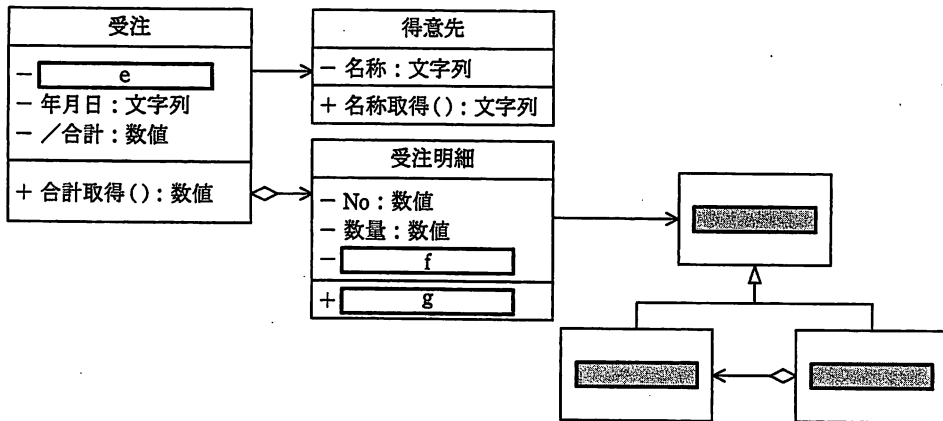 受注
－ e
－ 年月日：文字列
－ ／合計：数値
＋ 合計取得()：数値
得意先
－ 名称：文字列
＋ 名称取得()：文字列
受注明細
－ No：数値
－ 数量：数値
－ f
＋ g